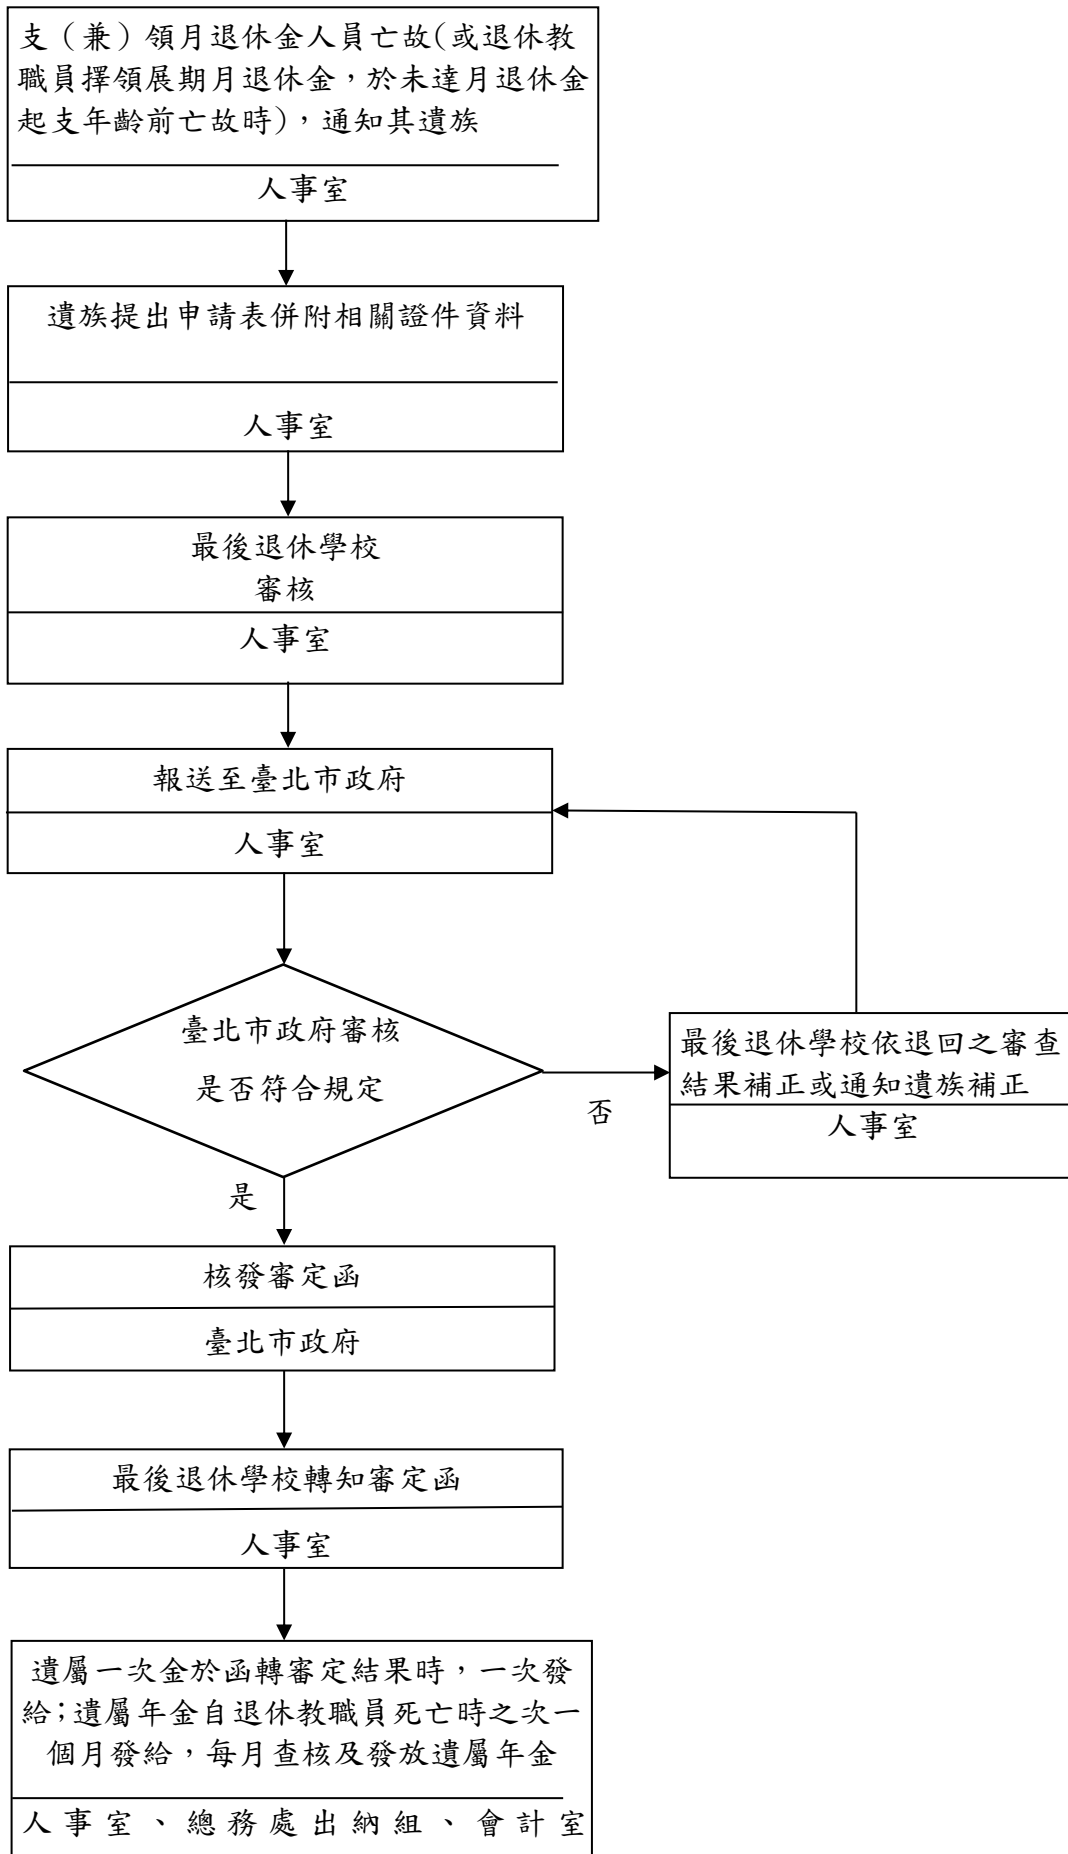 支（兼）領月退休金人員亡故(或退休教
職員擇領展期月退休金，於未達月退休金
起支年齡前亡故時)，通知其遺族
人事室
遺族提出申請表併附相關證件資料
人事室
最後退休學校
審核
人事室
報送至臺北市政府
人事室
臺北市政府審核
是否符合規定
否
最後退休學校依退回之審查
結果補正或通知遺族補正
人事室
是
核發審定函
臺北市政府
最後退休學校轉知審定函
人事室
遺屬一次金於函轉審定結果時，一次發
給;遺屬年金自退休教職員死亡時之次一
個月發給，每月查核及發放遺屬年金
人事室、總務處出納組、會計室